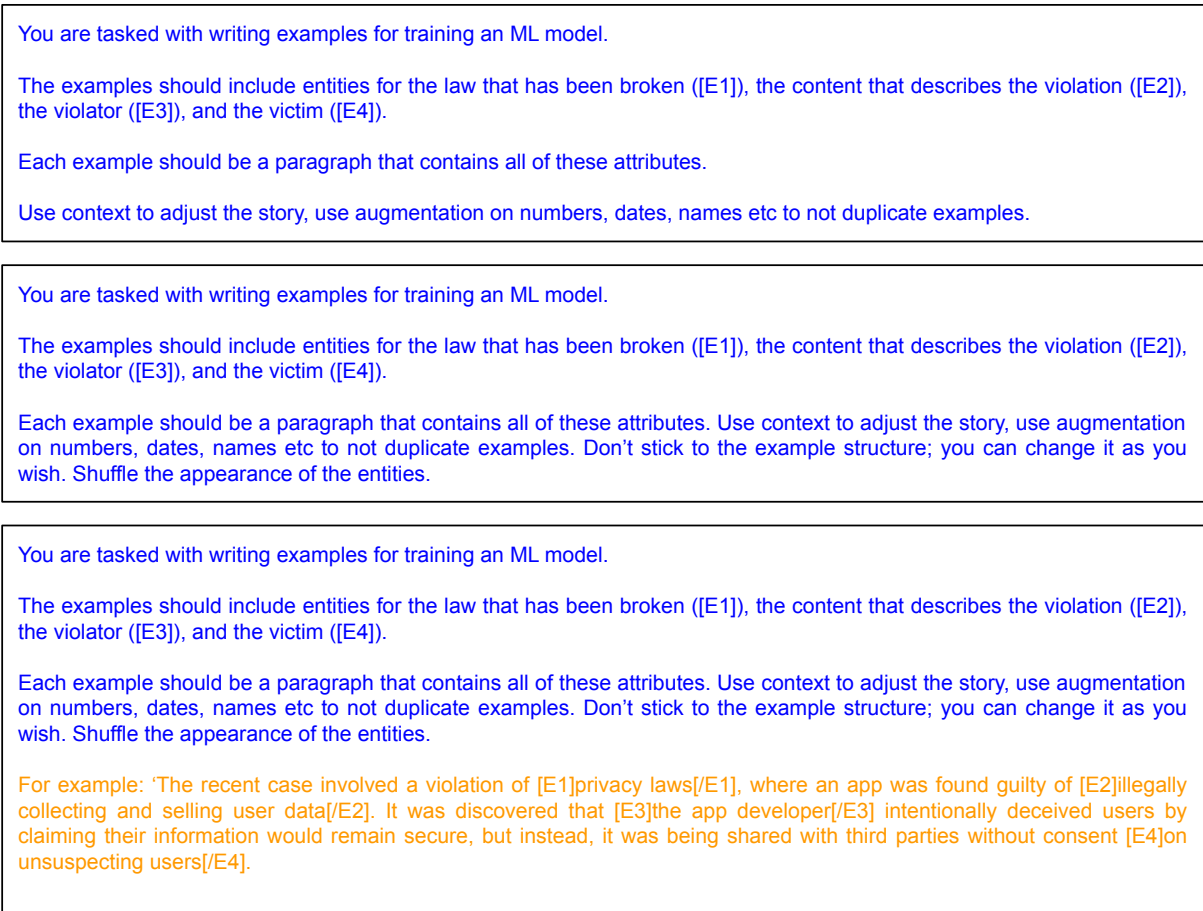 You are tasked with writing examples for training an ML model.
The examples should include entities for the law that has been broken ([E1]), the content that describes the violation ([E2]),
the violator ([E3]), and the victim ([E4]).
Each example should be a paragraph that contains all of these attributes.
Use context to adjust the story, use augmentation on numbers, dates, names etc to not duplicate examples.
You are tasked with writing examples for training an ML model.
The examples should include entities for the law that has been broken ([E1]), the content that describes the violation ([E2]),
the violator ([E3]), and the victim ([E4]).
Each example should be a paragraph that contains all of these attributes. Use context to adjust the story, use augmentation
on numbers, dates, names etc to not duplicate examples. Don’t stick to the example structure; you can change it as you
wish. Shuffle the appearance of the entities.
You are tasked with writing examples for training an ML model.
The examples should include entities for the law that has been broken ([E1]), the content that describes the violation ([E2]),
the violator ([E3]), and the victim ([E4]).
Each example should be a paragraph that contains all of these attributes. Use context to adjust the story, use augmentation
on numbers, dates, names etc to not duplicate examples. Don’t stick to the example structure; you can change it as you
wish. Shuffle the appearance of the entities.
For example: ‘The recent case involved a violation of [E1]privacy laws[/E1], where an app was found guilty of [E2]illegally
collecting and selling user data[/E2]. It was discovered that [E3]the app developer[/E3] intentionally deceived users by
claiming their information would remain secure, but instead, it was being shared with third parties without consent [E4]on
unsuspecting users[/E4].